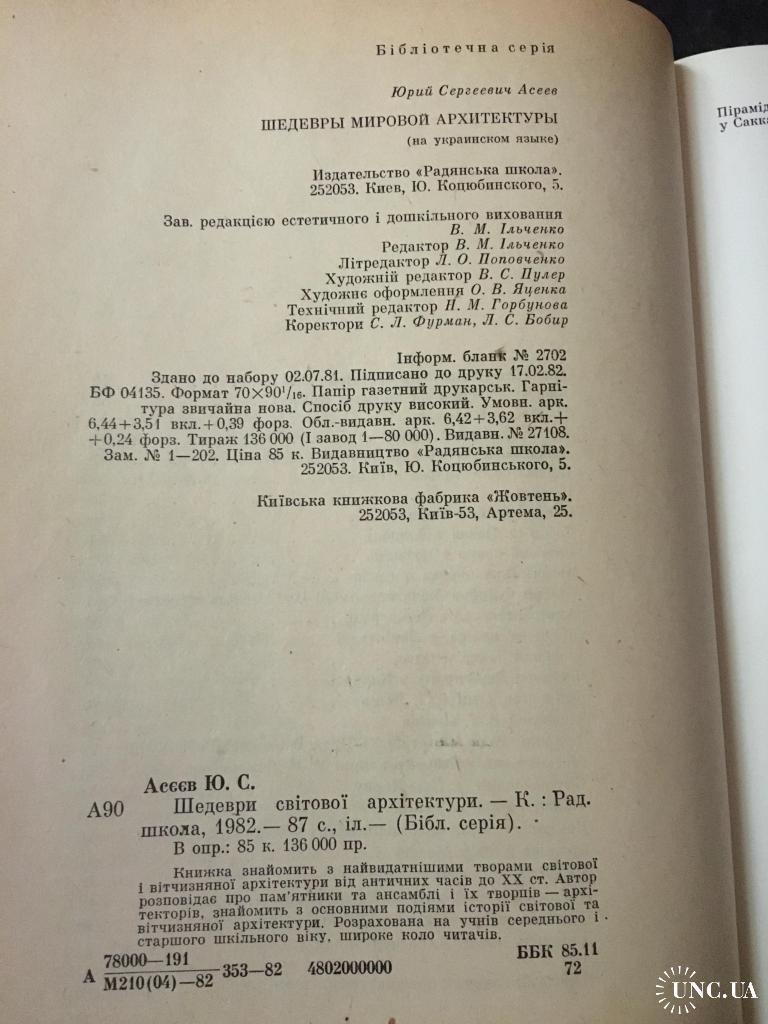 Бібліотечна серія
Юрий Сергеевич Асеев
ШЕДЕВРЫ МИРОВОЙ АРХИТЕКТУРЫ
(на украинском языке)
Издательство «Радянська школа».
252053. Киев, Ю. Коцюбинского, 5.
Зав. редакцією естетичного і дошкільного виховання
В. М. Ільченко
Редактор В. М. Ільченко
Літредактор Л. О. Поповченко
Художній редактор В. С. Пулер
Художнє оформлення О. В. Яценка
Технічний редактор Н. М. Горбунова
Коректори С. Л. Фурман, Л. С. Бобир
Інформ. бланк № 2702
Здано до набору 02.07.81. Підписано до друку 17.02.82.
БФ 04135. Формат 70×90¹/₁₆. Папір газетний друкарськ. Гарні-
тура звичайна нова. Спосіб друку високий. Умовн. арк.
6,44+3,51 вкл.+0,39 форз. Обл.-видавн. арк. 6,42+3,62 вкл.+
+0,24 форз. Тираж 136 000 (І завод 1—80 000). Видавн. № 27108.
Зам. № 1—202. Ціна 85 к. Видавництво «Радянська школа».
252053. Київ, Ю. Коцюбинського, 5.
Київська книжкова фабрика «Жовтень».
252053, Київ-53, Артема, 25.
Асєєв Ю. С.
А90 Шедеври світової архітектури. — К. : Рад.
школа, 1982.— 87 с., іл.— (Бібл. серія).
В опр.: 85 к. 136 000 пр.
Книжка знайомить з найвидатнішими творами світової
і вітчизняної архітектури від античних часів до XX ст. Автор
розповідає про пам'ятники та ансамблі і їх творців — архі-
текторів, знайомить з основними подіями історії світової та
вітчизняної архітектури. Розрахована на учнів середнього і
старшого шкільного віку, широке коло читачів.
А 78000—191
М210(04)—82 353—82 4802000000
ББК 85.11
72
у
UNC.UA